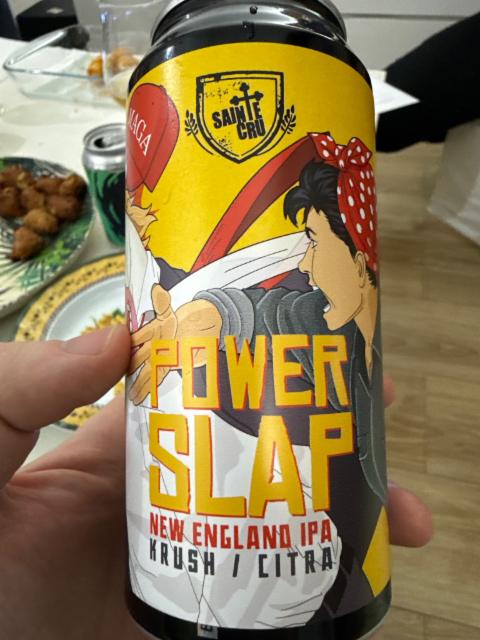 MAGA
SAINTE
CRU
POWER
SLAP
NEW ENGLAND IPA
KRUSH / CITRA